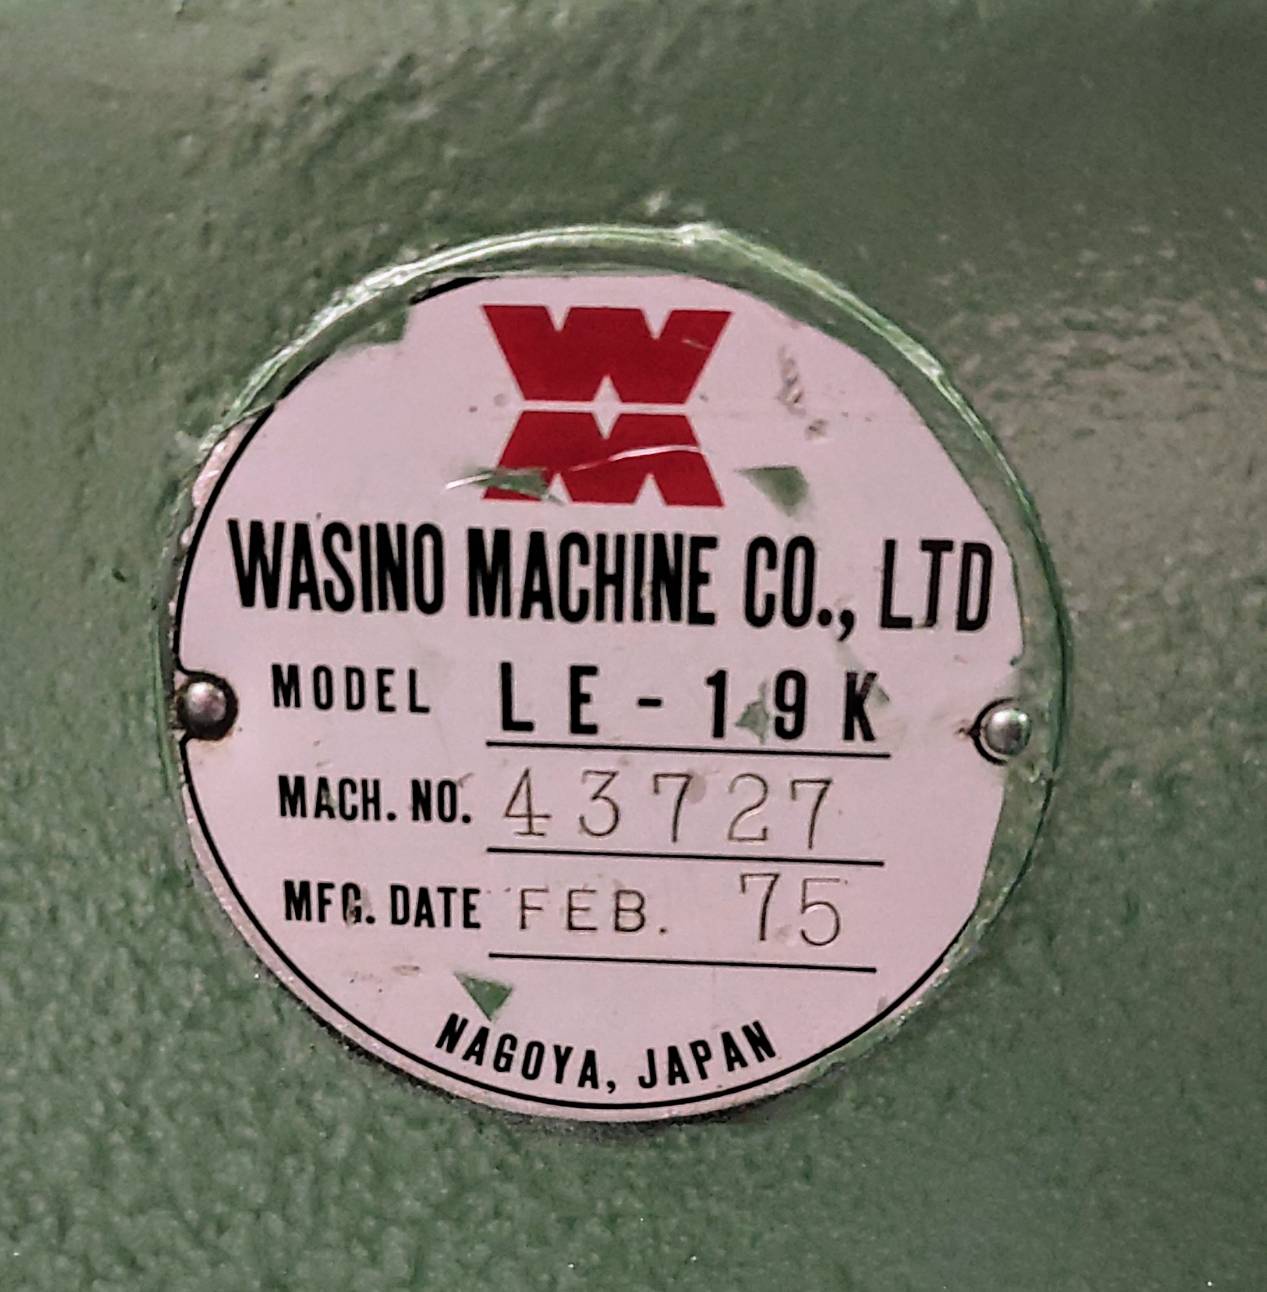 WASINO MACHINE CO., LTD
MODEL LE-19K
MACH. NO. 43727
MFG. DATE FEB. 75
NAGOYA, JAPAN